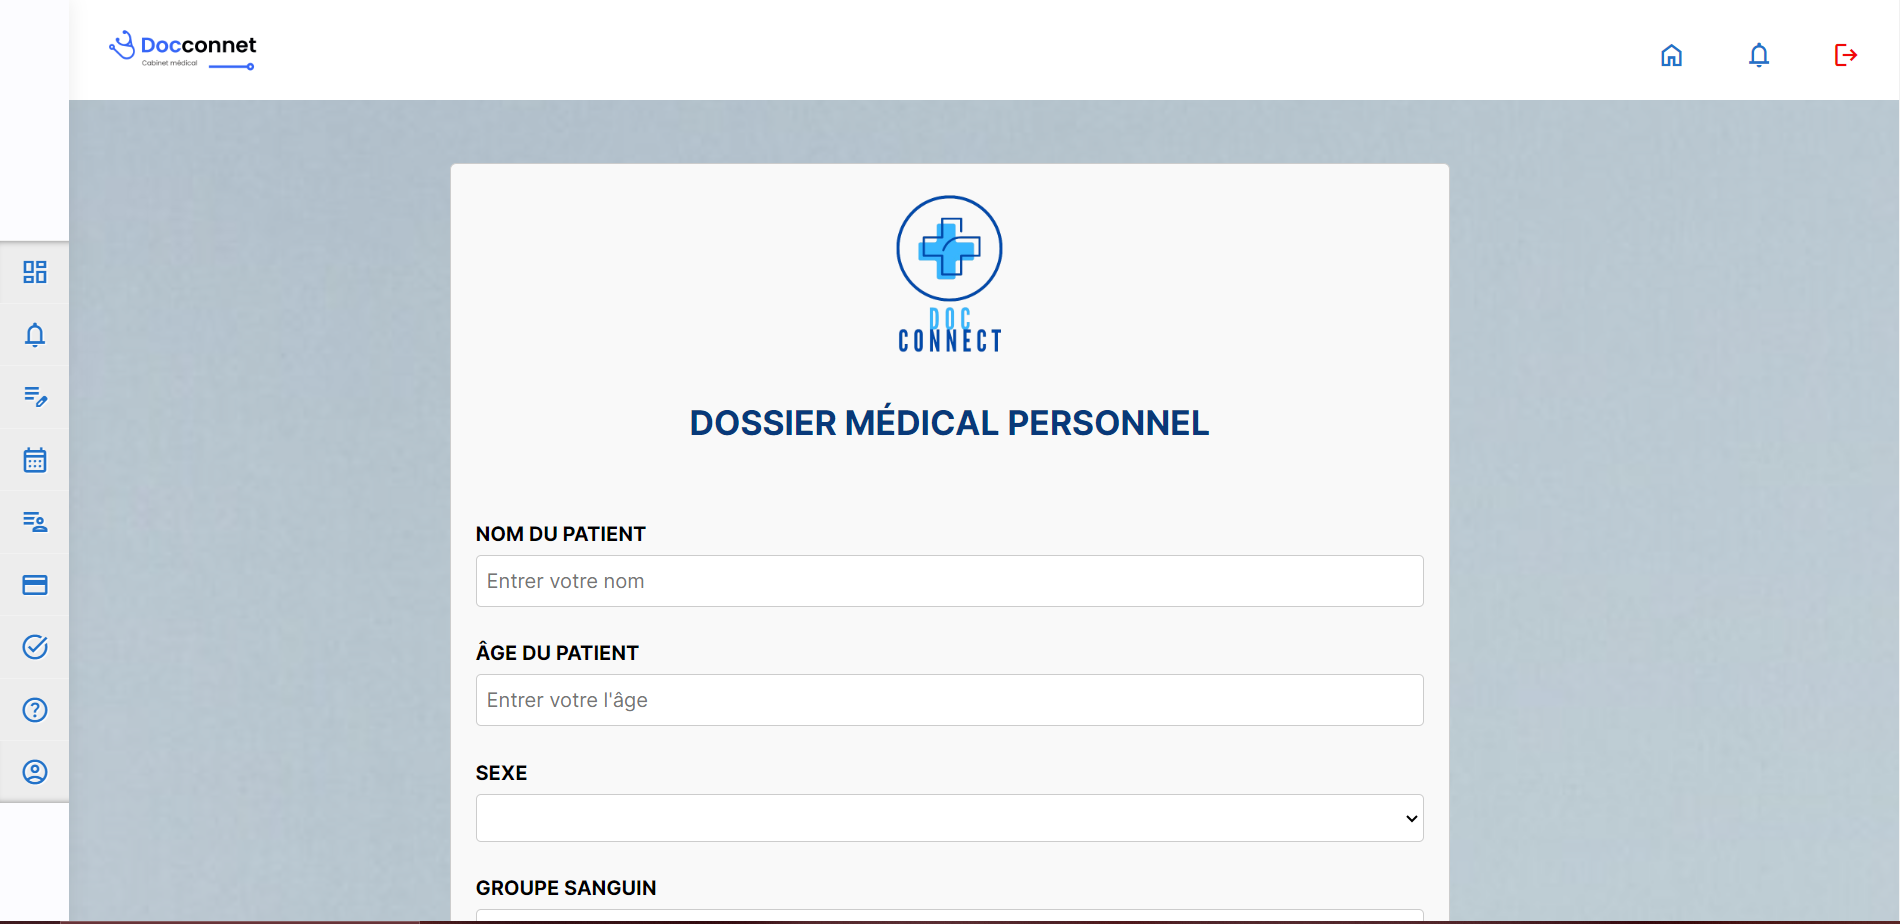 Docconnet
Cabinet médical
DOC
CONNECT
DOSSIER MÉDICAL PERSONNEL
NOM DU PATIENT
Entrer votre nom
ÂGE DU PATIENT
Entrer votre l'âge
SEXE
GROUPE SANGUIN